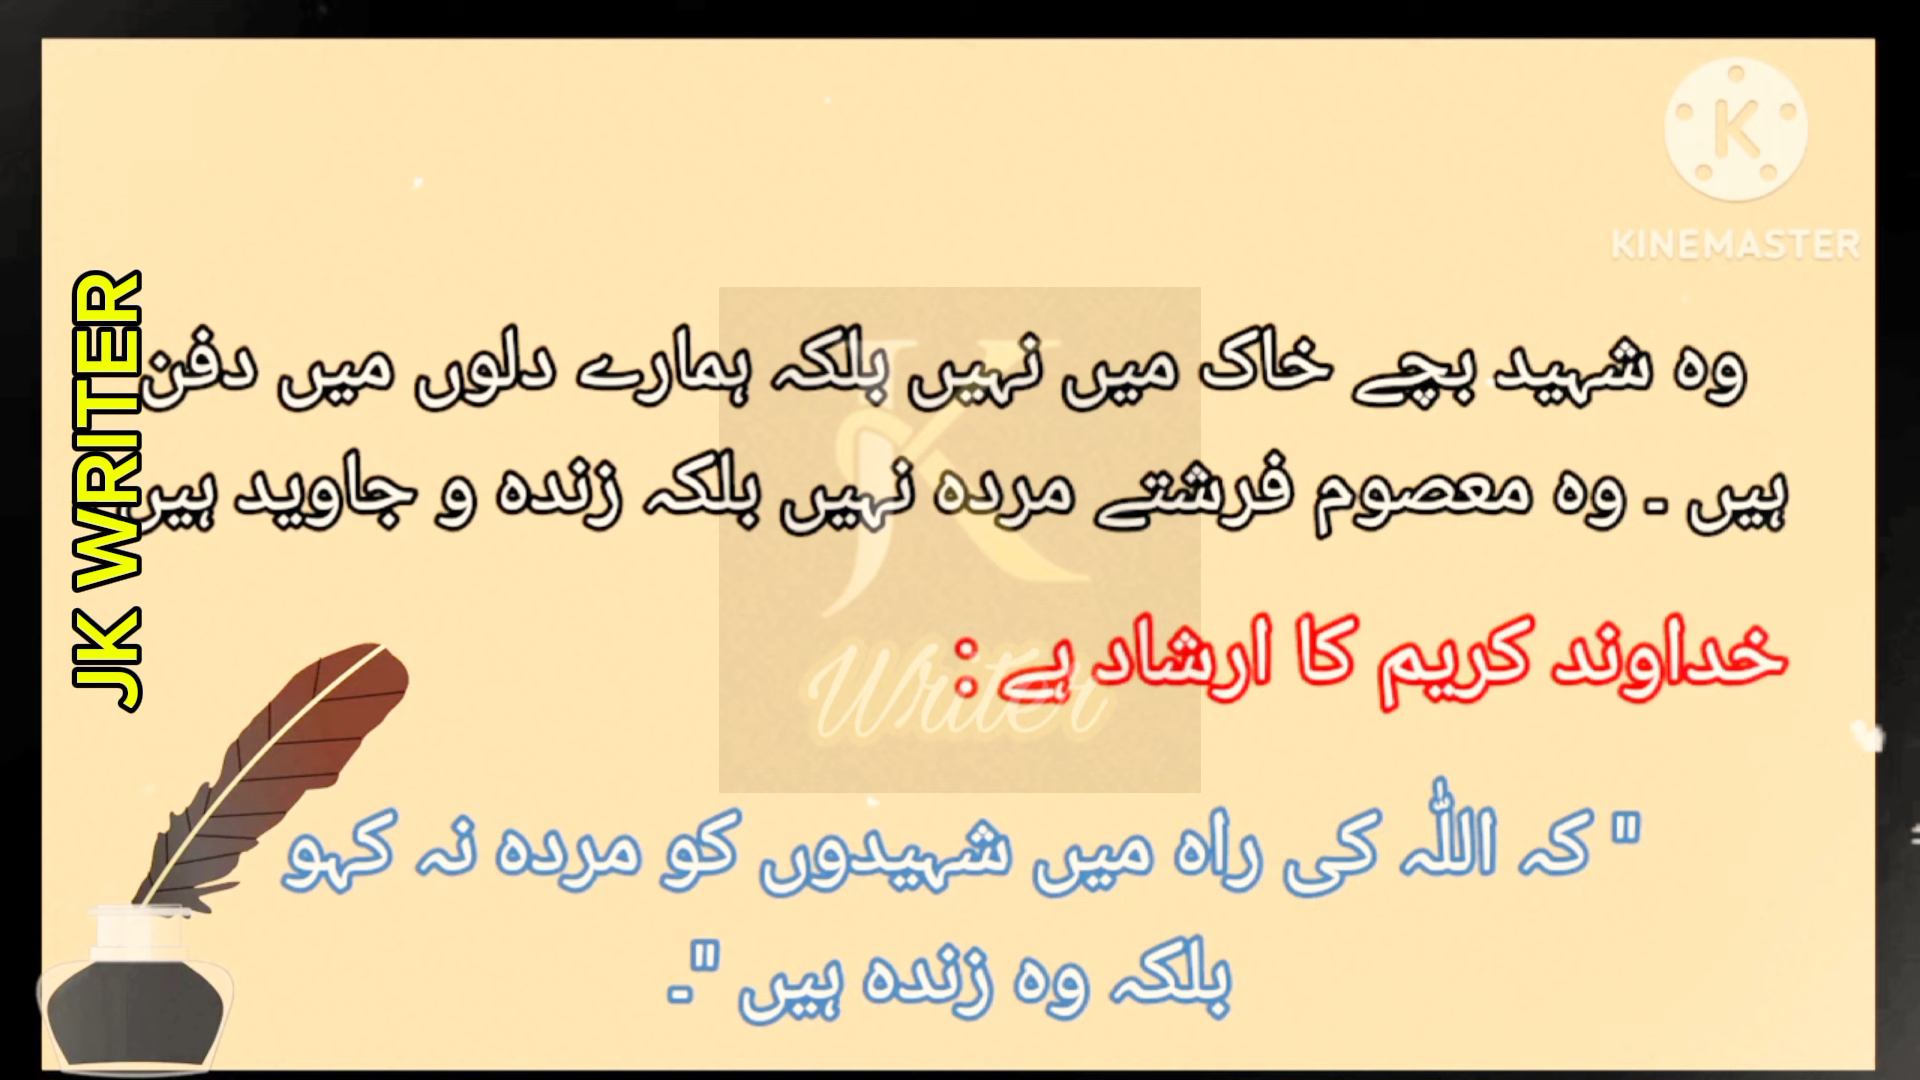 KINEMASTER
JK WRITER
وہ شہید بچے خاک میں نہیں بلکہ ہمارے دلوں میں دفن
ہیں ۔ وہ معصوم فرشتے مردہ نہیں بلکہ زندہ و جاوید ہیں
خداوند کریم کا ارشاد ہے :
" کہ اللّٰہ کی راہ میں شہیدوں کو مردہ نہ کہو
بلکہ وہ زندہ ہیں "۔
K
K
Writer